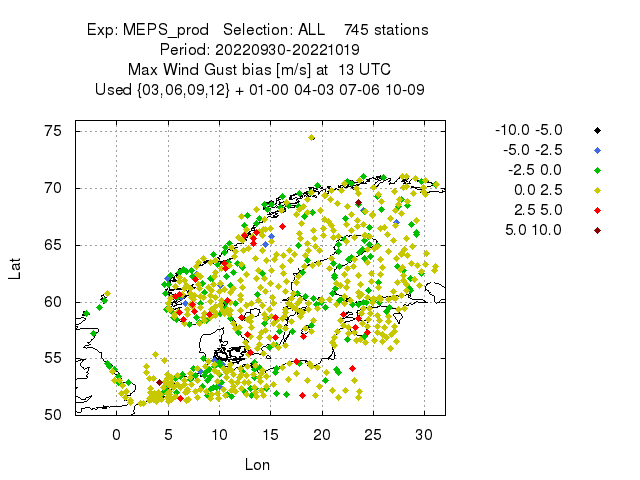 Exp: MEPS_prod Selection: ALL 745 stations
Period: 20220930-20221019
Max Wind Gust bias [m/s] at 13 UTC
Used {03,06,09,12} + 01-00 04-03 07-06 10-09
-10.0 -5.0
-5.0 -2.5
-2.5 0.0
0.0 2.5
2.5 5.0
5.0 10.0
75
70
65
60
55
50
Lat
0 5 10 15 20 25 30
Lon